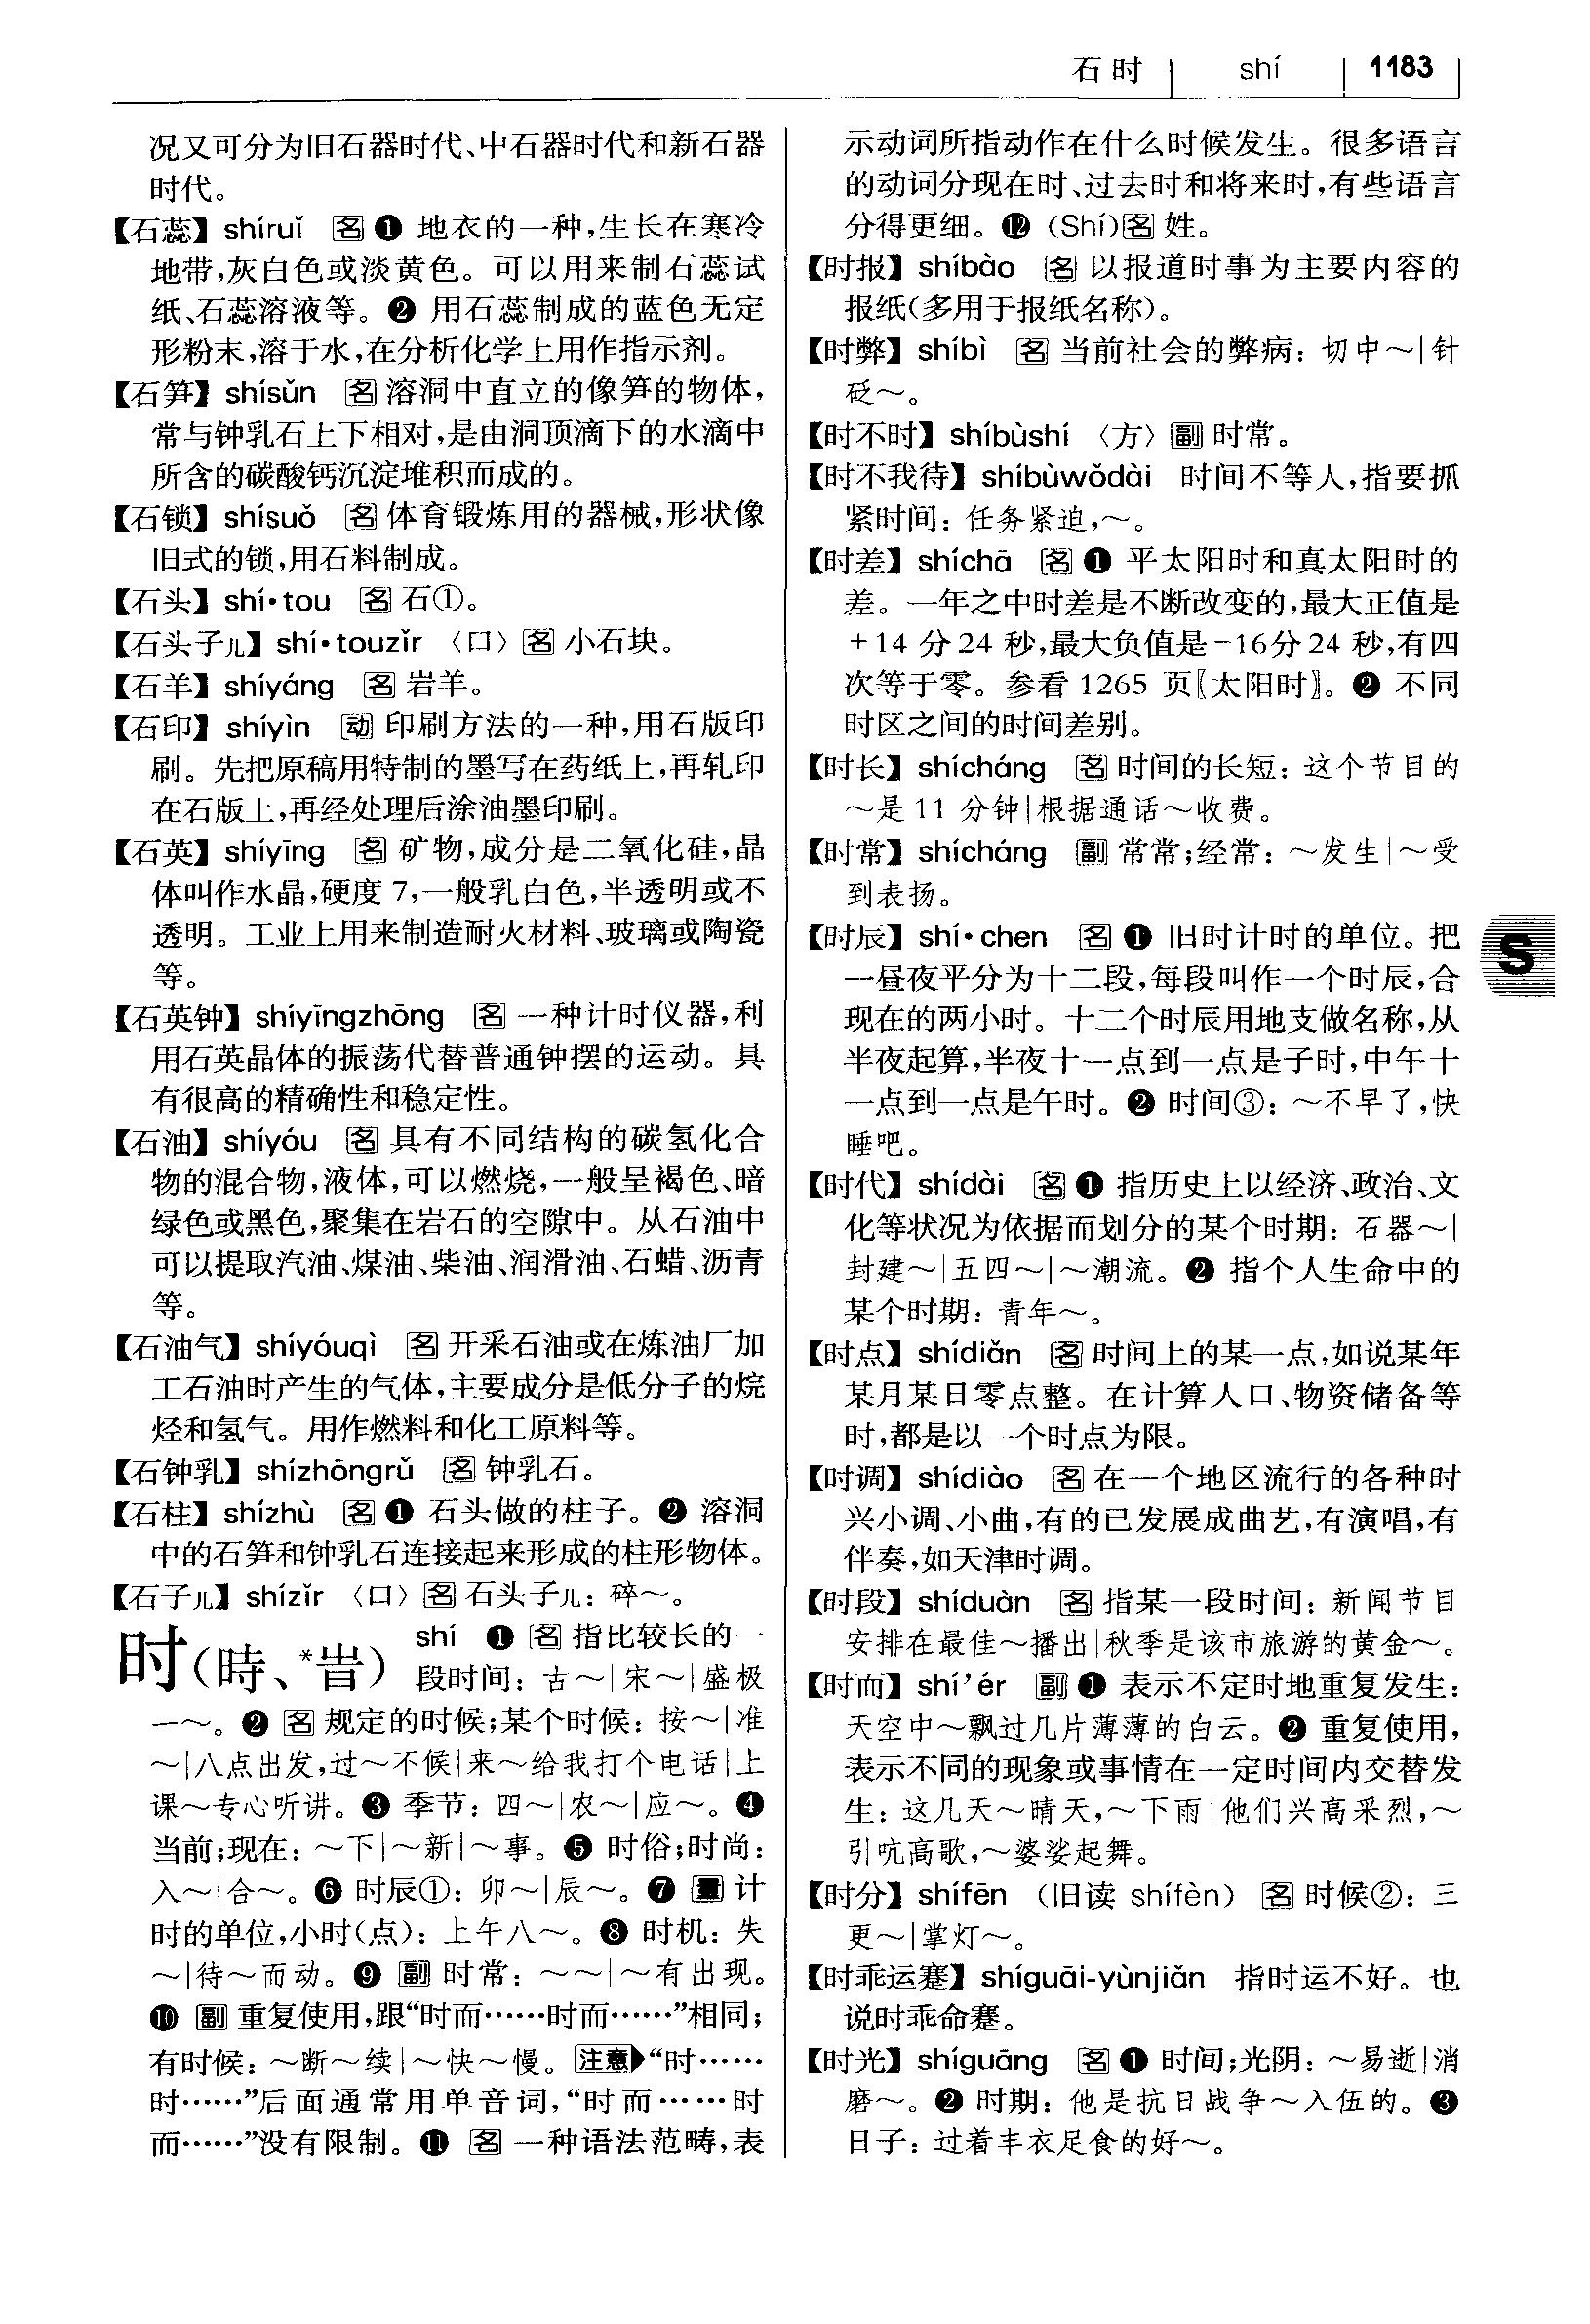 石时 shí 1183
况又可分为旧石器时代、中石器时代和新石器
时代。
【石蕊】 shíruǐ 名 ❶ 地衣的一种,生长在寒冷
地带,灰白色或淡黄色。可以用来制石蕊试
纸、石蕊溶液等。❷ 用石蕊制成的蓝色无定
形粉末,溶于水,在分析化学上用作指示剂。
【石笋】 shísǔn 名 溶洞中直立的像笋的物体,
常与钟乳石上下相对,是由洞顶滴下的水滴中
所含的碳酸钙沉淀堆积而成的。
【石锁】 shísuǒ 名 体育锻炼用的器械,形状像
旧式的锁,用石料制成。
【石头】 shí·tou 名 石①。
【石头子儿】 shí·touzǐr 〈口〉 名 小石块。
【石羊】 shíyáng 名 岩羊。
【石印】 shíyìn 动 印刷方法的一种,用石版印
刷。先把原稿用特制的墨写在药纸上,再轧印
在石版上,再经处理后涂油墨印刷。
【石英】 shíyīng 名 矿物,成分是二氧化硅,晶
体叫作水晶,硬度 7,一般乳白色,半透明或不
透明。工业上用来制造耐火材料、玻璃或陶瓷
等。
【石英钟】 shíyīngzhōng 名 一种计时仪器,利
用石英晶体的振荡代替普通钟摆的运动。具
有很高的精确性和稳定性。
【石油】 shíyóu 名 具有不同结构的碳氢化合
物的混合物,液体,可以燃烧,一般呈褐色、暗
绿色或黑色,聚集在岩石的空隙中。从石油中
可以提取汽油、煤油、柴油、润滑油、石蜡、沥青
等。
【石油气】 shíyóuqì 名 开采石油或在炼油厂加
工石油时产生的气体,主要成分是低分子的烷
烃和氢气。用作燃料和化工原料等。
【石钟乳】 shízhōngrǔ 名 钟乳石。
【石柱】 shízhù 名 ❶ 石头做的柱子。❷ 溶洞
中的石笋和钟乳石连接起来形成的柱形物体。
【石子儿】 shízǐr 〈口〉 名 石头子儿：碎～。
时(時、*旹) shí ❶ 名 指比较长的一
段时间：古～|宋～|盛极
一～。❷ 名 规定的时候;某个时候：按～|准
～|八点出发,过～不候|来～给我打个电话|上
课～专心听讲。❸ 季节：四～|农～|应～。❹
当前;现在：～下|～新|～事。❺ 时俗;时尚：
入～|合～。❻ 时辰①：卯～|辰～。❼ 量 计
时的单位,小时(点)：上午八～。❽ 时机：失
～|待～而动。❾ 副 时常：～～|～有出现。
❿ 副 重复使用,跟“时而……时而……”相同;
有时候：～断～续|～快～慢。注意▶“时……
时……”后面通常用单音词,“时而……时
而……”没有限制。⓫ 名 一种语法范畴,表
示动词所指动作在什么时候发生。很多语言
的动词分现在时、过去时和将来时,有些语言
分得更细。⓬ (Shí)名 姓。
【时报】 shíbào 名 以报道时事为主要内容的
报纸(多用于报纸名称)。
【时弊】 shíbì 名 当前社会的弊病：切中～|针
砭～。
【时不时】 shíbùshí 〈方〉 副 时常。
【时不我待】 shíbùwǒdài 时间不等人,指要抓
紧时间：任务紧迫,～。
【时差】 shíchā 名 ❶ 平太阳时和真太阳时的
差。一年之中时差是不断改变的,最大正值是
+14 分 24 秒,最大负值是-16分 24 秒,有四
次等于零。参看 1265 页〖太阳时〗。❷ 不同
时区之间的时间差别。
【时长】 shícháng 名 时间的长短：这个节目的
～是 11 分钟|根据通话～收费。
【时常】 shícháng 副 常常;经常：～发生|～受
到表扬。
【时辰】 shí·chen 名 ❶ 旧时计时的单位。把
一昼夜平分为十二段,每段叫作一个时辰,合
现在的两小时。十二个时辰用地支做名称,从
半夜起算,半夜十一点到一点是子时,中午十
一点到一点是午时。❷ 时间③：～不早了,快
睡吧。
【时代】 shídài 名 ❶ 指历史上以经济、政治、文
化等状况为依据而划分的某个时期：石器～|
封建～|五四～|～潮流。❷ 指个人生命中的
某个时期：青年～。
【时点】 shídiǎn 名 时间上的某一点,如说某年
某月某日零点整。在计算人口、物资储备等
时,都是以一个时点为限。
【时调】 shídiào 名 在一个地区流行的各种时
兴小调、小曲,有的已发展成曲艺,有演唱,有
伴奏,如天津时调。
【时段】 shíduàn 名 指某一段时间：新闻节目
安排在最佳～播出|秋季是该市旅游的黄金～。
【时而】 shí’ér 副 ❶ 表示不定时地重复发生：
天空中～飘过几片薄薄的白云。❷ 重复使用,
表示不同的现象或事情在一定时间内交替发
生：这几天～晴天,～下雨|他们兴高采烈,～
引吭高歌,～婆娑起舞。
【时分】 shífēn (旧读 shífèn) 名 时候②：三
更～|掌灯～。
【时乖运蹇】 shíguāi-yùnjiǎn 指时运不好。也
说时乖命蹇。
【时光】 shíguāng 名 ❶ 时间;光阴：～易逝|消
磨～。❷ 时期：他是抗日战争～入伍的。❸
日子：过着丰衣足食的好～。
S